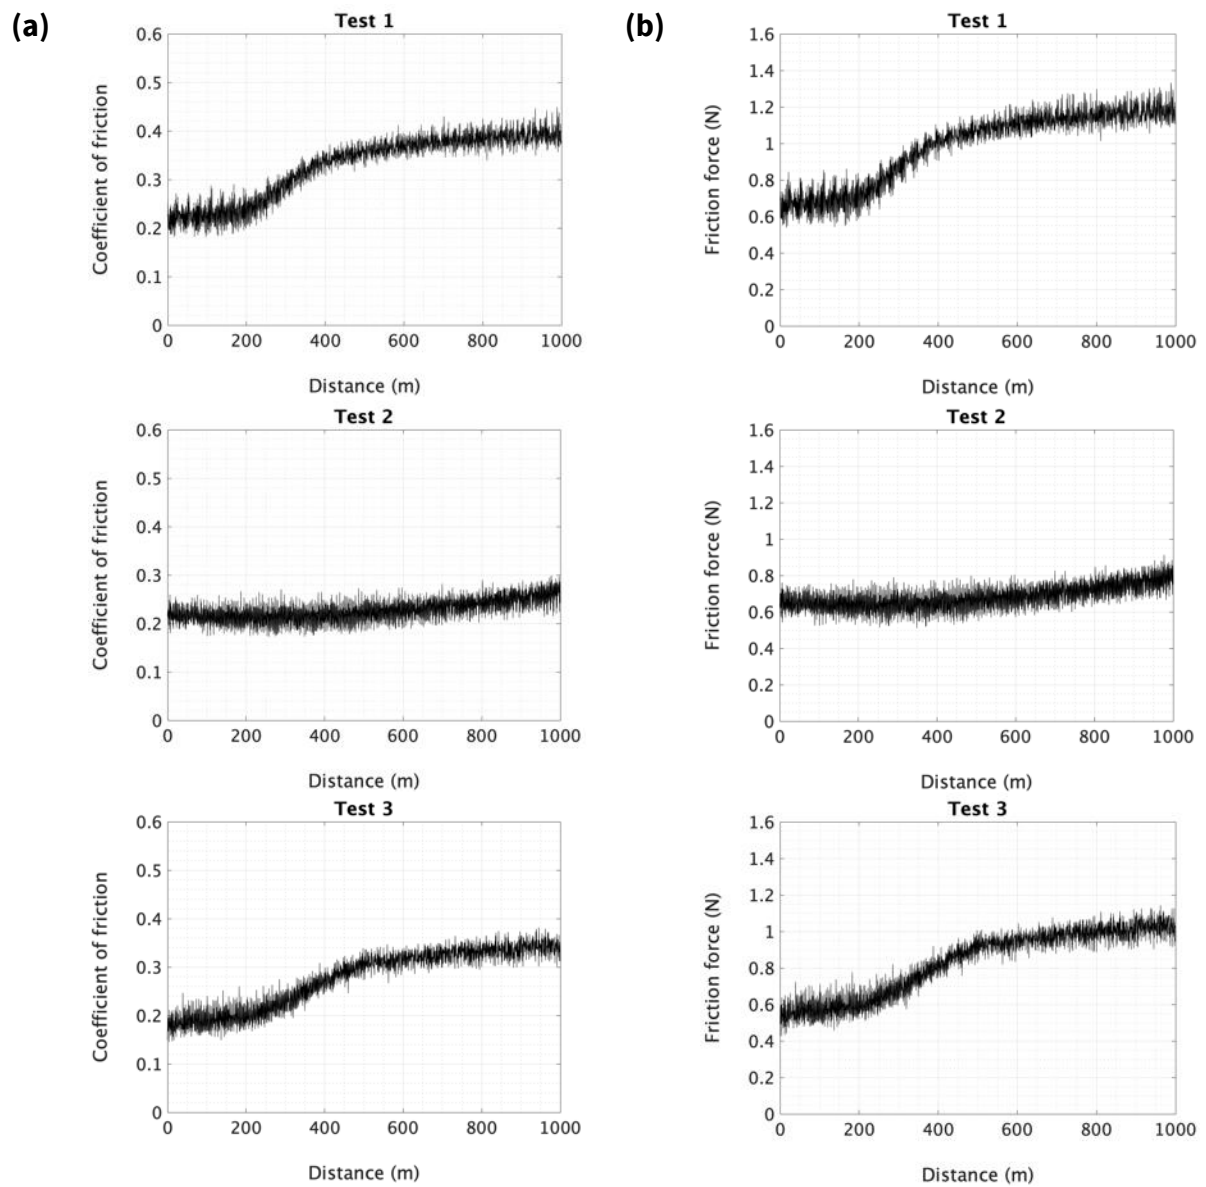 (a)
Test 1
0.6
0.5
0.4
0.3
0.2
0.1
0
Coefficient of friction
0 200 400 600 800 1000
Distance (m)
(b)
Test 1
1.6
1.4
1.2
1
0.8
0.6
0.4
0.2
0
Friction force (N)
0 200 400 600 800 1000
Distance (m)
Test 2
0.6
0.5
0.4
0.3
0.2
0.1
0
Coefficient of friction
0 200 400 600 800 1000
Distance (m)
Test 2
1.6
1.4
1.2
1
0.8
0.6
0.4
0.2
0
Friction force (N)
0 200 400 600 800 1000
Distance (m)
Test 3
0.6
0.5
0.4
0.3
0.2
0.1
0
Coefficient of friction
0 200 400 600 800 1000
Distance (m)
Test 3
1.6
1.4
1.2
1
0.8
0.6
0.4
0.2
0
Friction force (N)
0 200 400 600 800 1000
Distance (m)